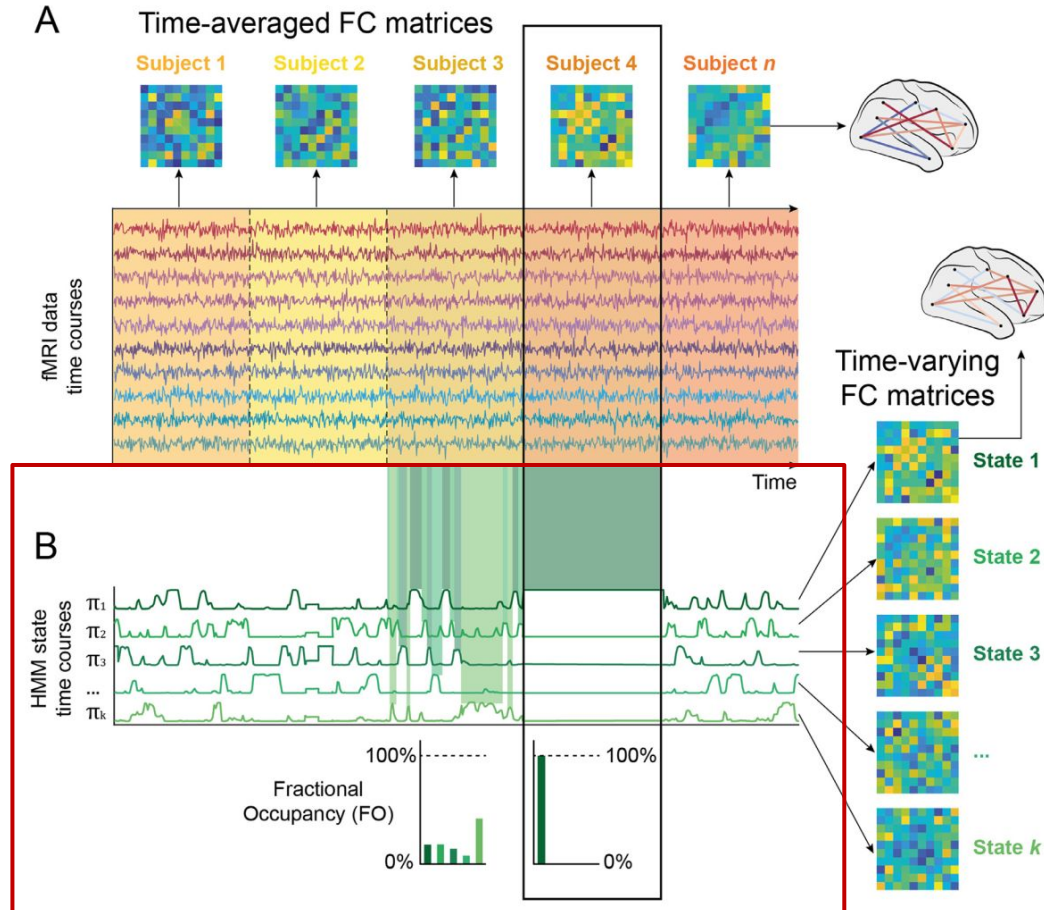 A
Time-averaged FC matrices
Subject 1
Subject 2
Subject 3
Subject 4
Subject n
fMRI data
time courses
Time
Time-varying
FC matrices
State 1
State 2
State 3
...
State k
B
HMM state
time courses
π1
π2
π3
...
πk
Fractional
Occupancy (FO)
100%
0%
100%
0%